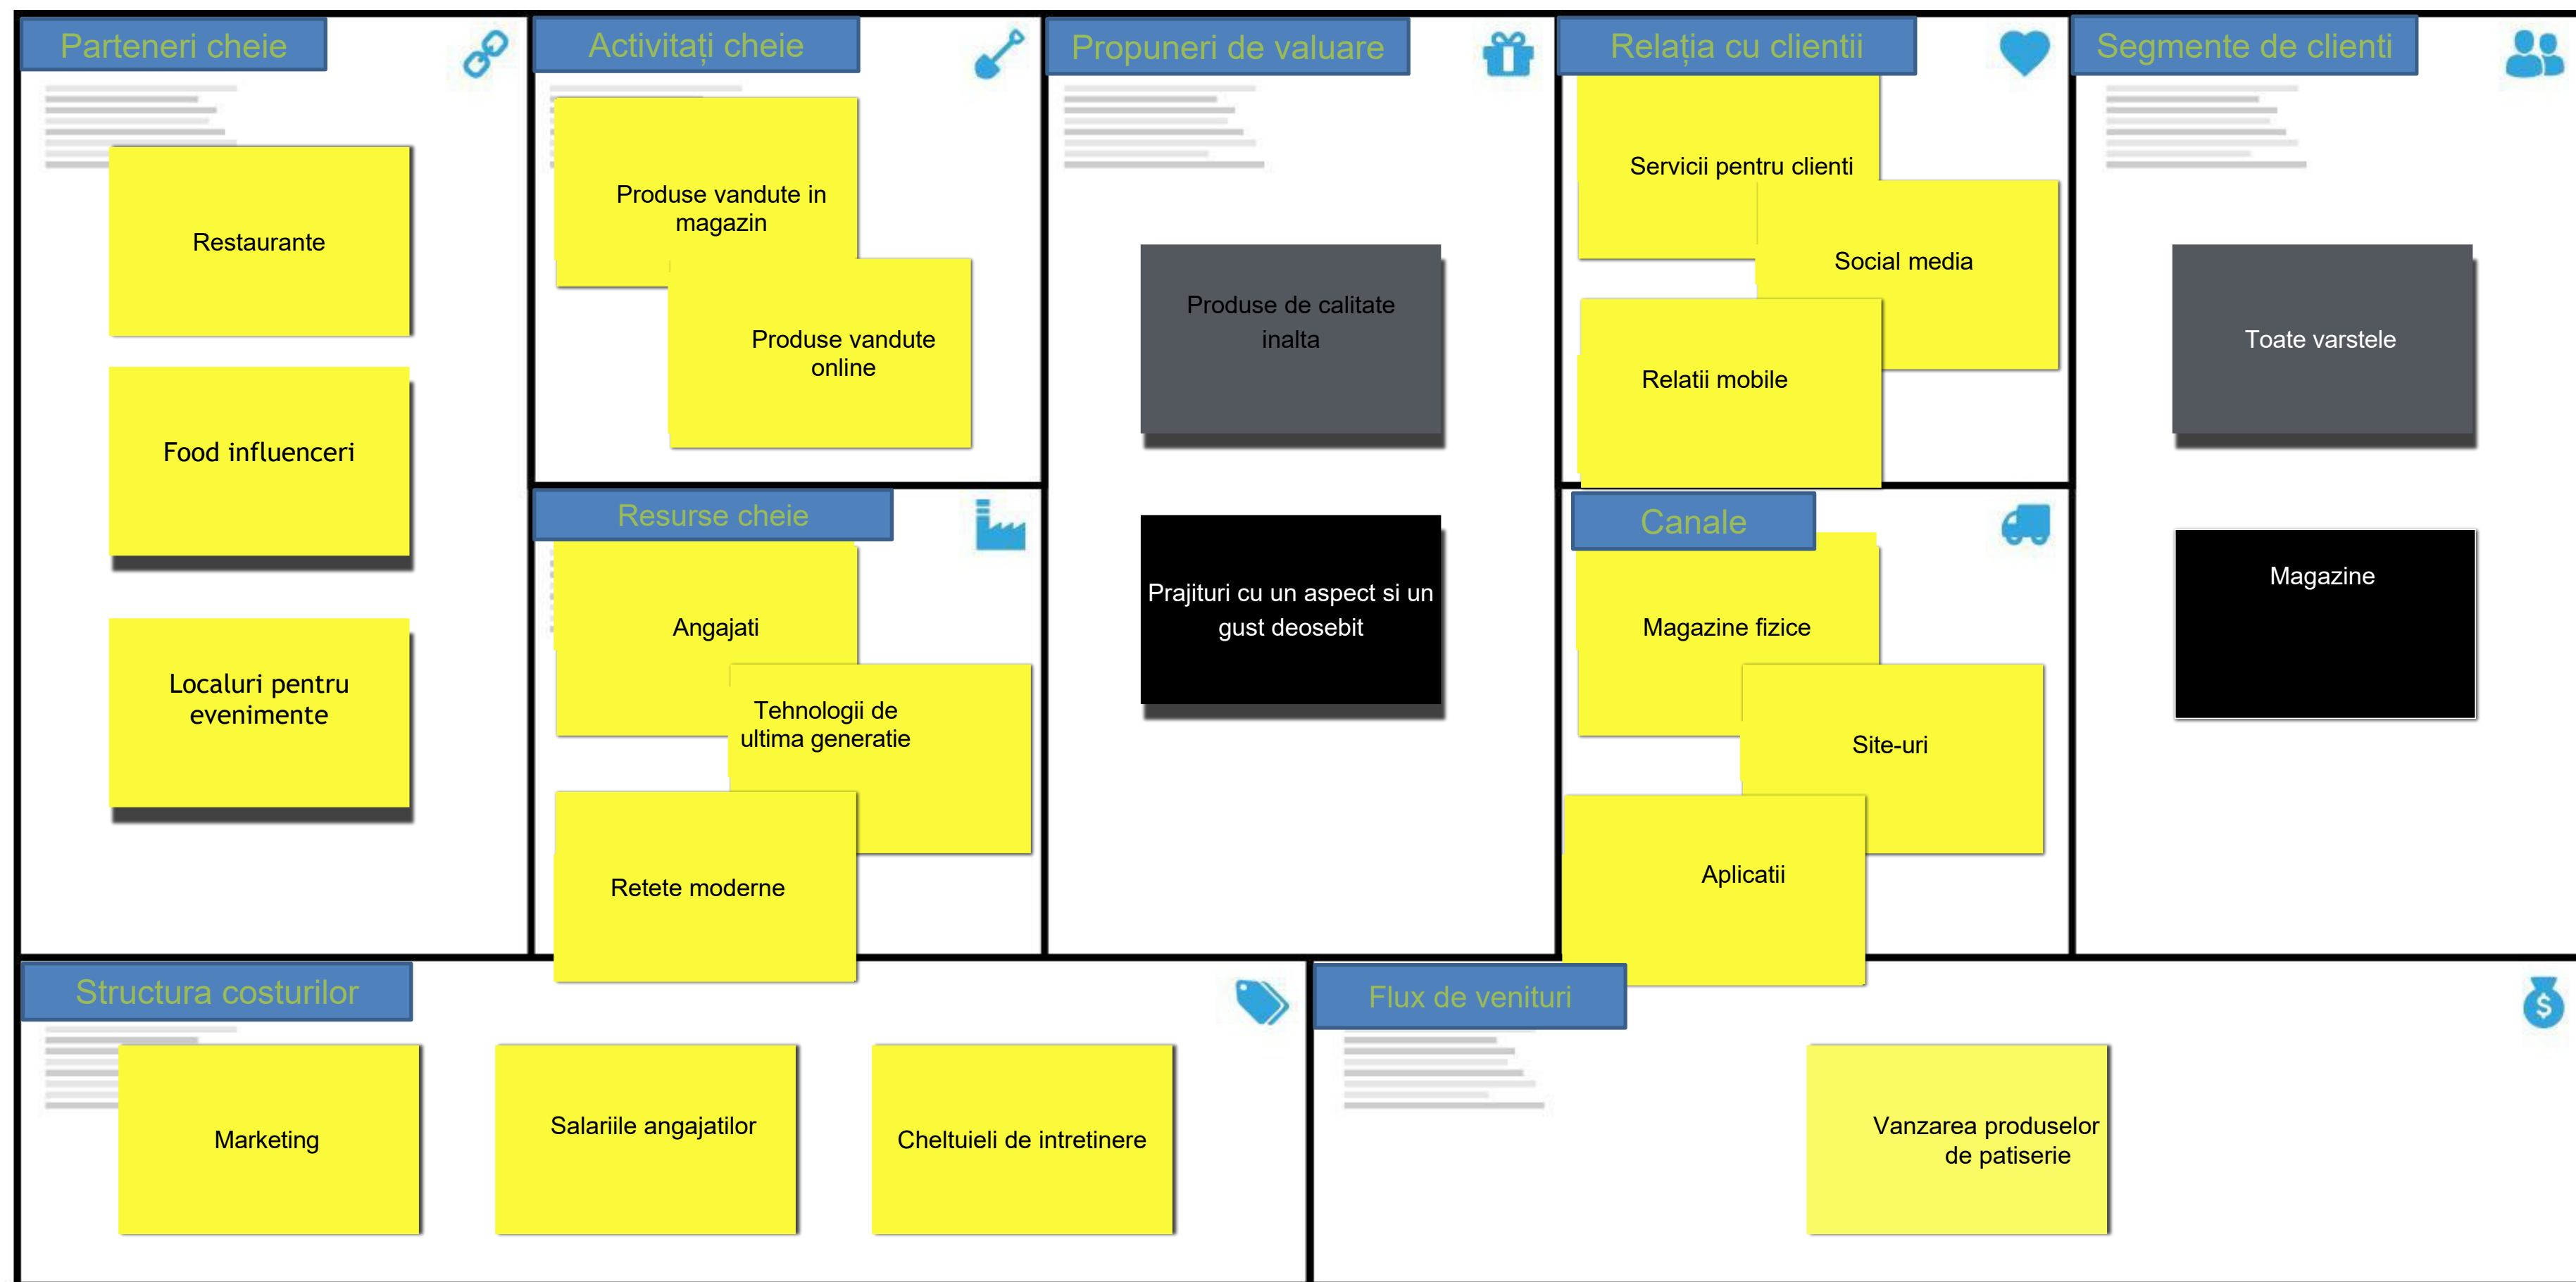 Parteneri cheie
Restaurante
Food influenceri
Localuri pentru
evenimente
Activitați cheie
Produse vandute in
magazin
Produse vandute
online
Resurse cheie
Angajati
Tehnologii de
ultima generatie
Retete moderne
Propuneri de valuare
Produse de calitate
inalta
Prajituri cu un aspect si un
gust deosebit
Relația cu clientii
Servicii pentru clienti
Social media
Relatii mobile
Canale
Magazine fizice
Site-uri
Aplicatii
Segmente de clienti
Toate varstele
Magazine
Structura costurilor
Marketing
Salariile angajatilor
Cheltuieli de intretinere
Flux de venituri
$
Vanzarea produselor
de patiserie